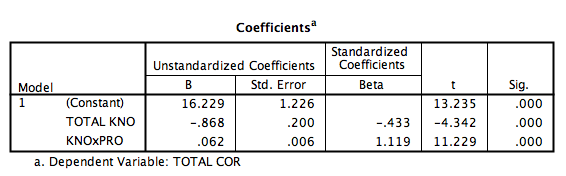 Coefficientsa
Unstandardized Coefficients Standardized Coefficients
Model B Std. Error Beta t Sig.
1 (Constant) 16.229 1.226 13.235 .000
TOTAL KNO -.868 .200 -.433 -4.342 .000
KNOxPRO .062 .006 1.119 11.229 .000
a. Dependent Variable: TOTAL COR